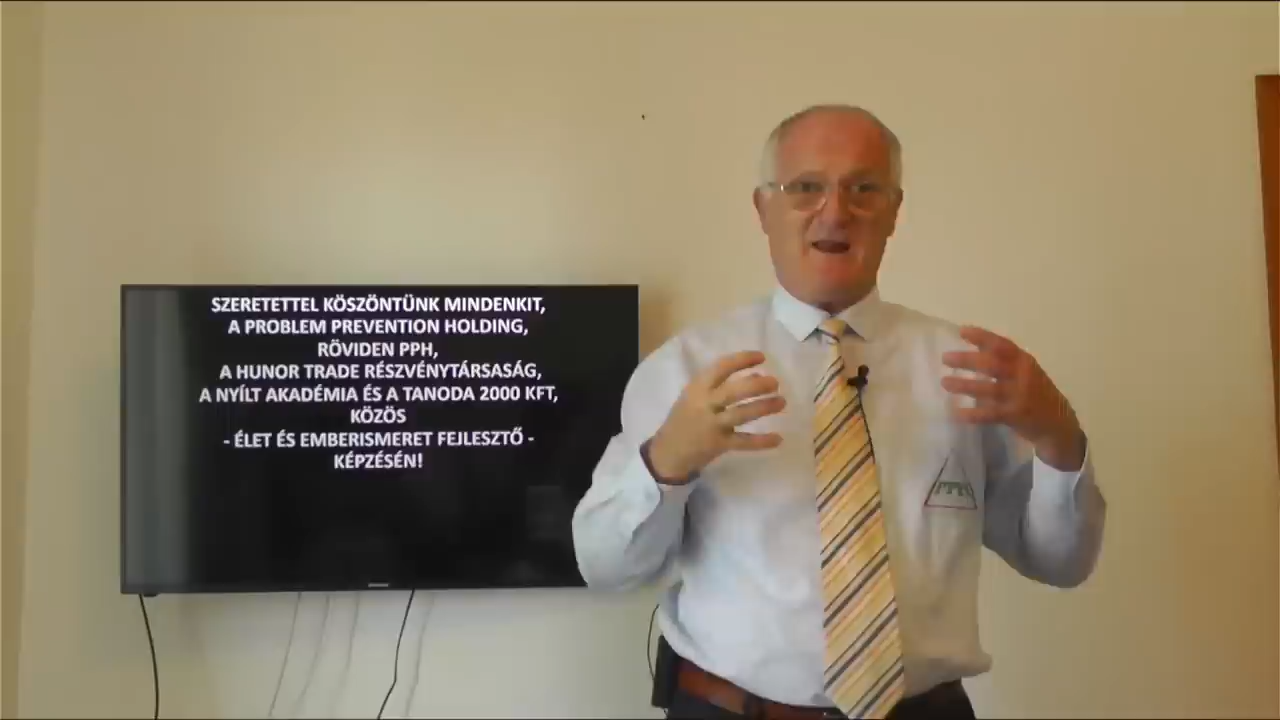 SZERETETTEL KÖSZÖNTÜNK MINDENKIT,
A PROBLEM PREVENTION HOLDING,
RÖVIDEN PPH,
A HUNOR TRADE RÉSZVÉNYTÁRSASÁG,
A NYÍLT AKADÉMIA ÉS A TANODA 2000 KFT,
KÖZÖS
- ÉLET ÉS EMBERISMERET FEJLESZTŐ -
KÉPZÉSÉN!